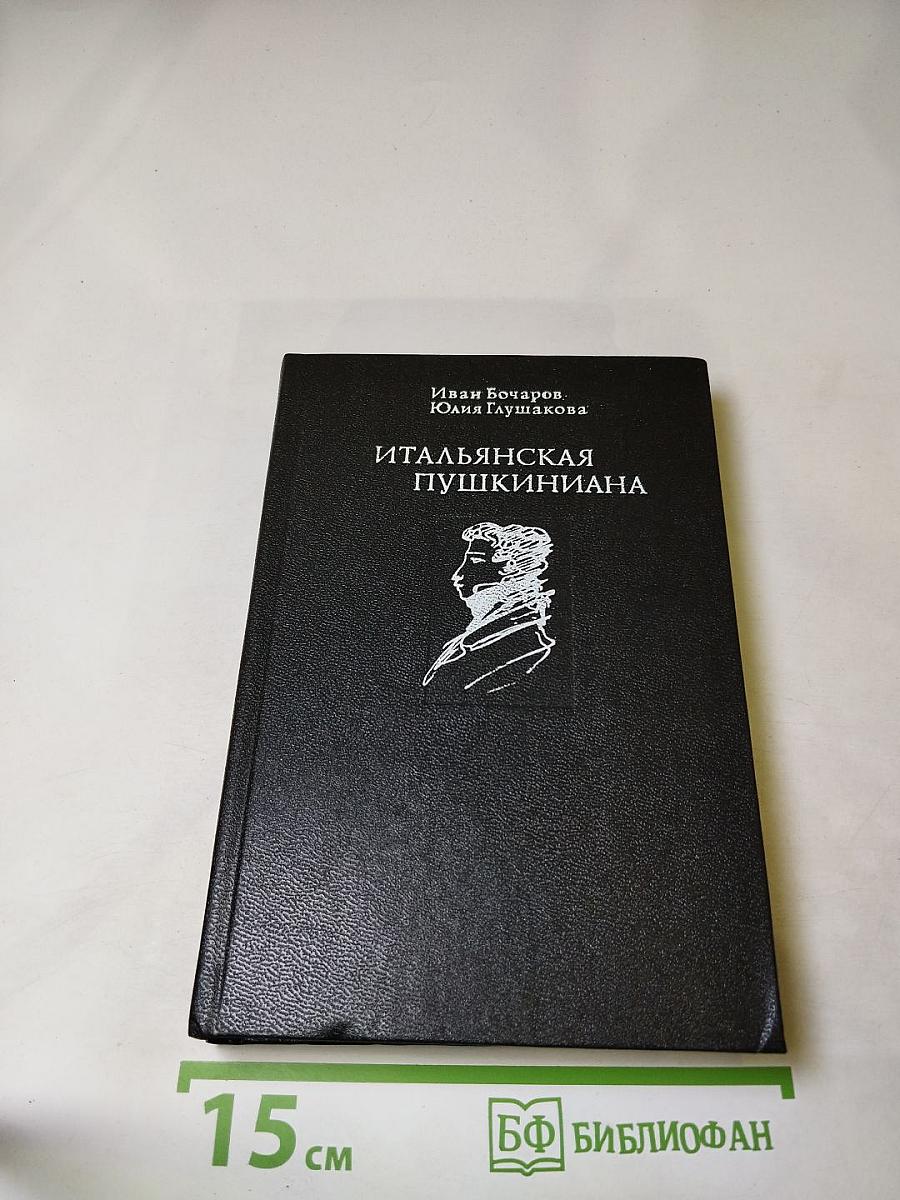 Иван Бочаров
Юлия Глушакова
ИТАЛЬЯНСКАЯ
ПУШКИНИАНА
15 см
БФ БИБЛИОФАН